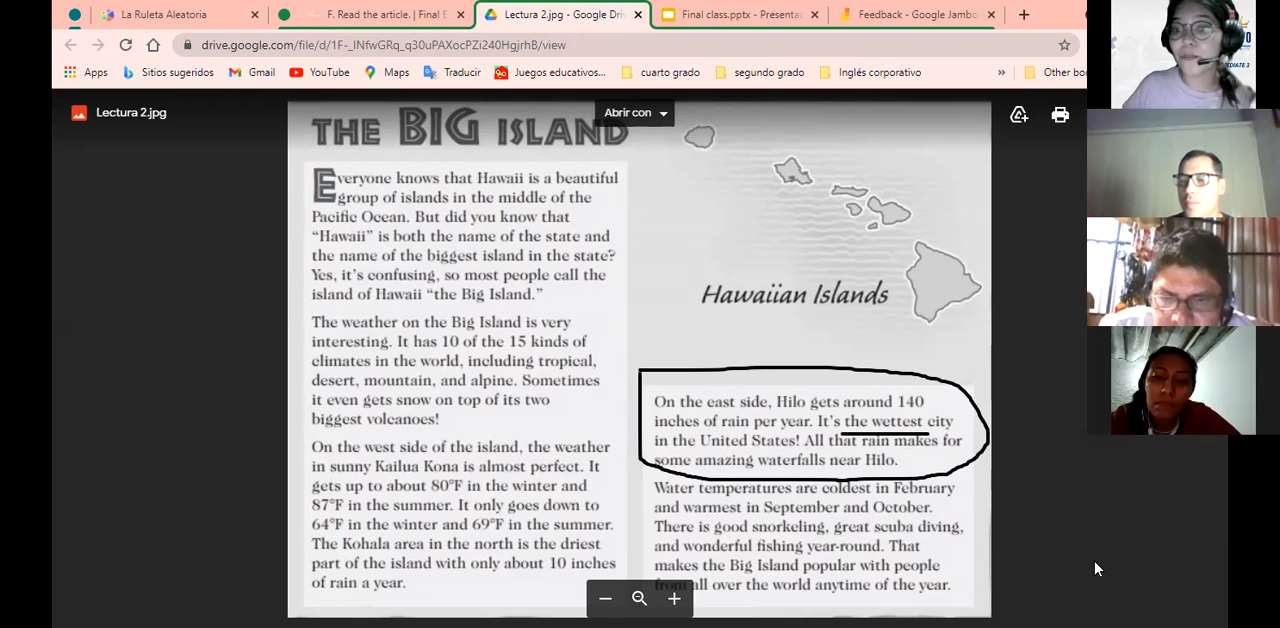 La Ruleta Aleatoria
F. Read the article. | Final E
Lectura 2.jpg - Google Dri
Final class.pptx - Presenta
Feedback - Google Jambo
Apps
Sitios sugeridos
Gmail
YouTube
Maps
Traducir
Juegos educativos...
cuarto grado
segundo grado
Inglés corporativo
»
Other bo
Lectura 2.jpg
Abrir con
THE BIG ISLAND
Everyone knows that Hawaii is a beautiful
group of islands in the middle of the
Pacific Ocean. But did you know that
“Hawaii” is both the name of the state and
the name of the biggest island in the state?
Yes, it’s confusing, so most people call the
island of Hawaii “the Big Island.”
The weather on the Big Island is very
interesting. It has 10 of the 15 kinds of
climates in the world, including tropical,
desert, mountain, and alpine. Sometimes
it even gets snow on top of its two
biggest volcanoes!
On the west side of the island, the weather
in sunny Kailua Kona is almost perfect. It
gets up to about 80°F in the winter and
87°F in the summer. It only goes down to
64°F in the winter and 69°F in the summer.
The Kohala area in the north is the driest
part of the island with only about 10 inches
of rain a year.
Hawaiian Islands
On the east side, Hilo gets around 140
inches of rain per year. It’s the wettest city
in the United States! All that rain makes for
some amazing waterfalls near Hilo.
Water temperatures are coldest in February
and warmest in September and October.
There is good snorkeling, great scuba diving,
and wonderful fishing year-round. That
makes the Big Island popular with people
from all over the world anytime of the year.